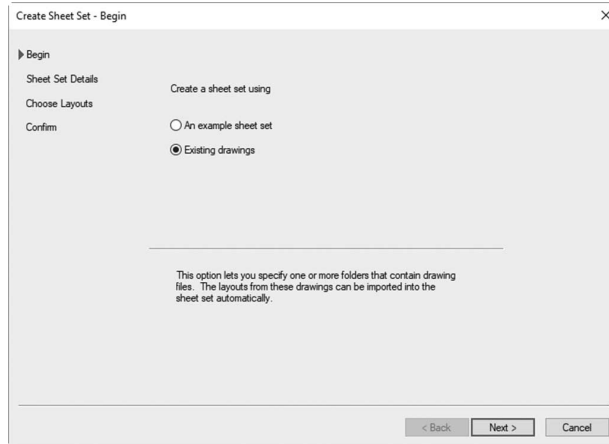 Create Sheet Set - Begin
Begin
Sheet Set Details
Choose Layouts
Confirm
Create a sheet set using
An example sheet set
Existing drawings
This option lets you specify one or more folders that contain drawing
files. The layouts from these drawings can be imported into the
sheet set automatically.
< Back Next > Cancel